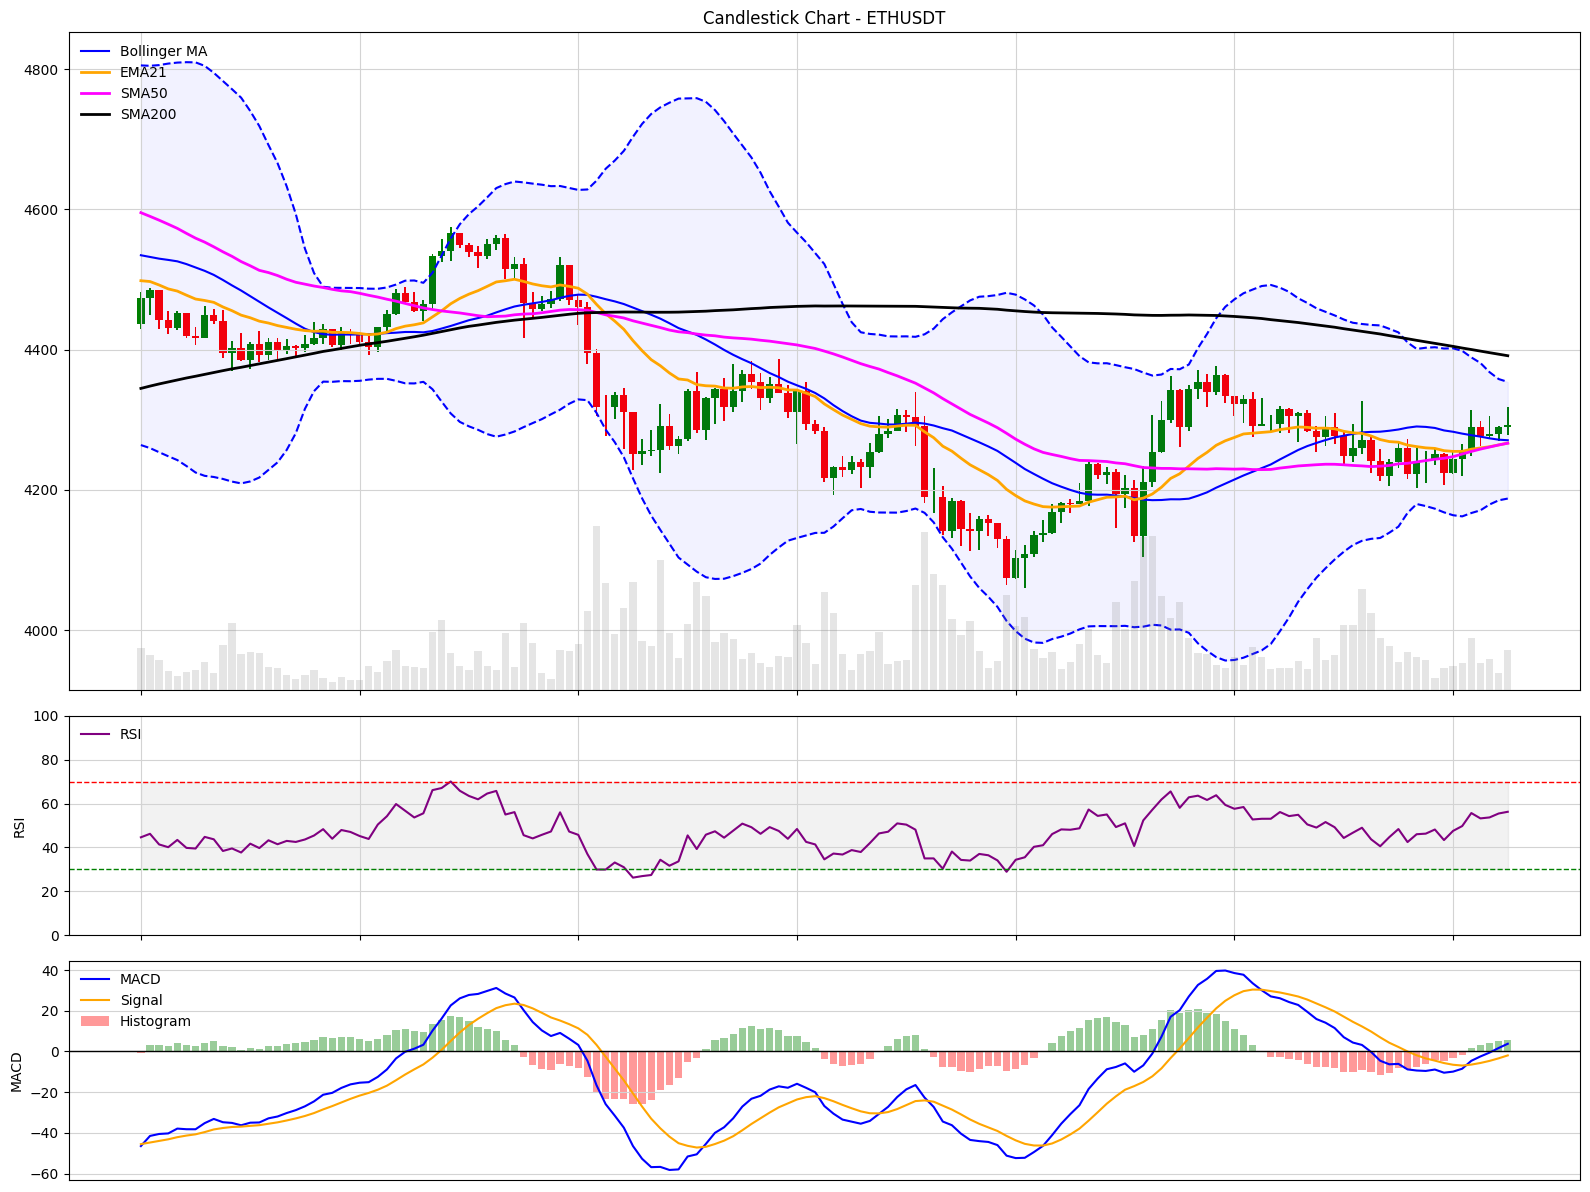 Candlestick Chart - ETHUSDT
Bollinger MA
EMA21
SMA50
SMA200
4800
4600
4400
4200
4000
RSI
100
80
60
40
20
0
RSI
MACD
Signal
Histogram
40
20
0
−20
−40
−60
MACD